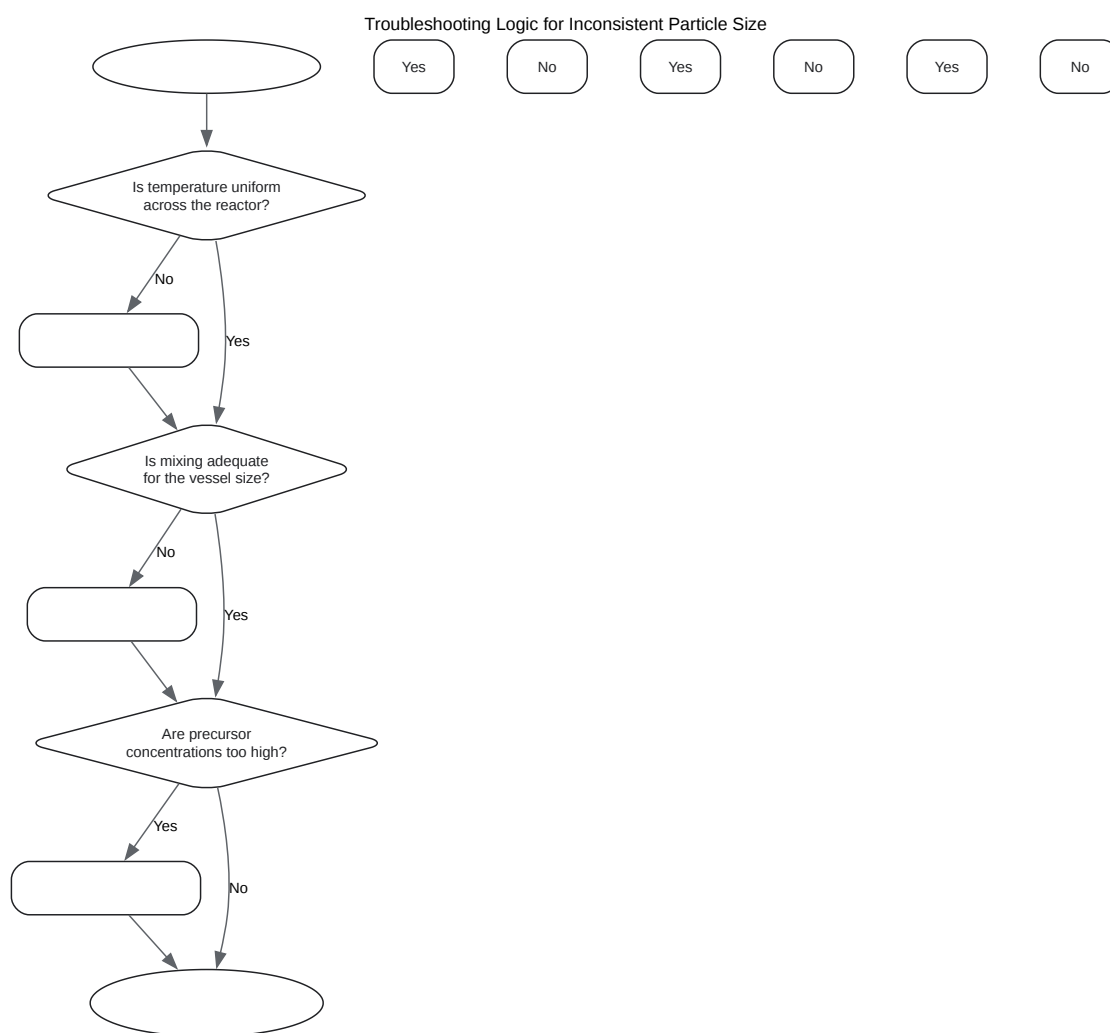 Troubleshooting Logic for Inconsistent Particle Size
Yes
No
Yes
No
Yes
No
Is temperature uniform
across the reactor?
No
Yes
Is mixing adequate
for the vessel size?
No
Yes
Are precursor
concentrations too high?
Yes
No